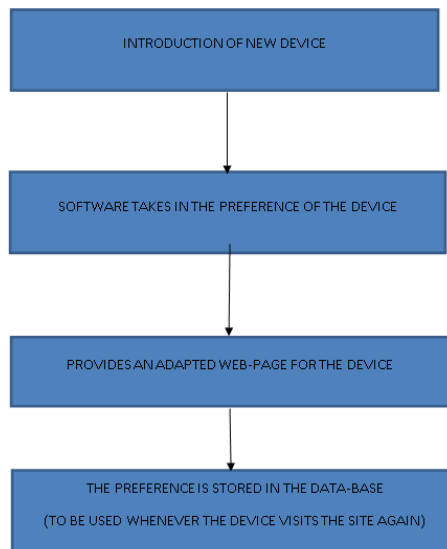 INTRODUCTION OF NEW DEVICE
SOFTWARE TAKES IN THE PREFERENCE OF THE DEVICE
PROVIDES AN ADAPTED WEB-PAGE FOR THE DEVICE
THE PREFERENCE IS STORED IN THE DATA-BASE
(TO BE USED WHENEVER THE DEVICE VISITS THE SITE AGAIN)